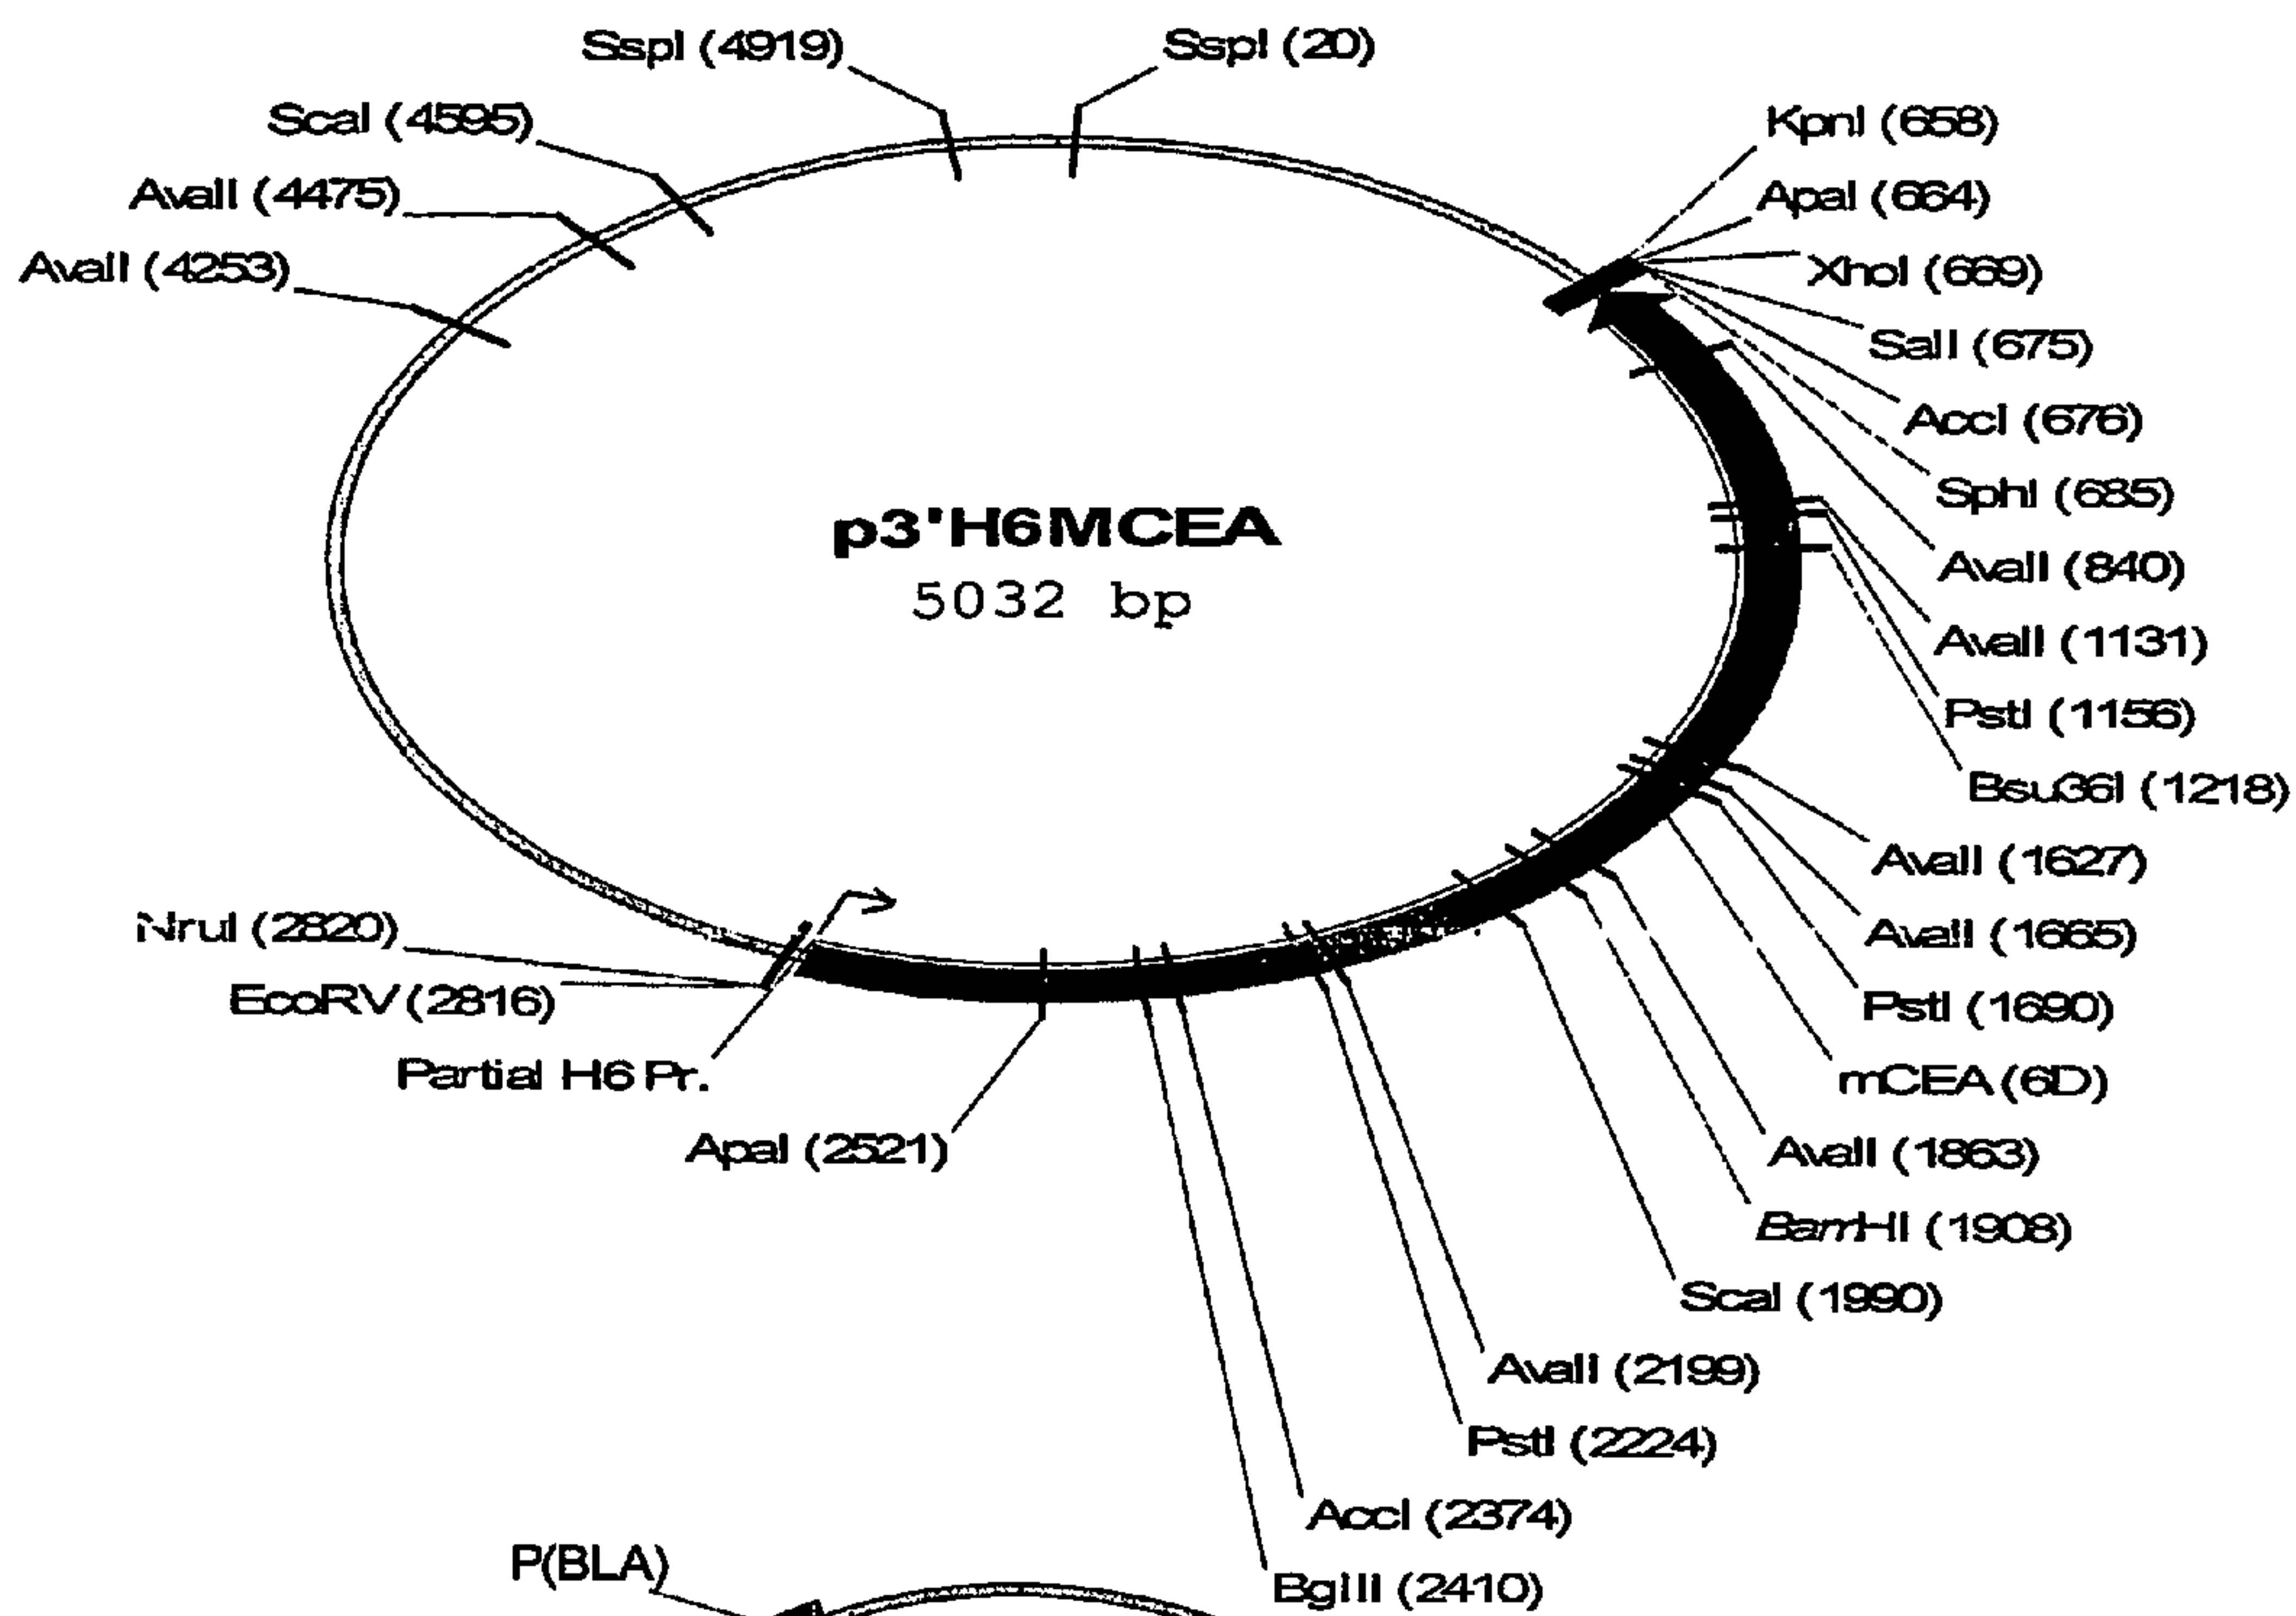 SspI (4919)
SspI (20)
ScaI (4595)
AvaII (4475)
AvaII (4253)
KpnI (658)
ApaI (664)
XhoI (669)
SalI (675)
AccI (676)
SphI (685)
AvaII (840)
AvaII (1131)
PstI (1156)
Bsu36I (1218)
AvaII (1627)
AvaII (1665)
PstI (1690)
mCEA (6D)
AvaII (1863)
BamHI (1908)
ScaI (1990)
AvaII (2199)
PstI (2224)
AccI (2374)
BglII (2410)
p3'H6MCEA
5032 bp
NruI (2820)
EcoRV (2816)
Partial H6 Pr.
ApaI (2521)
P(BLA)